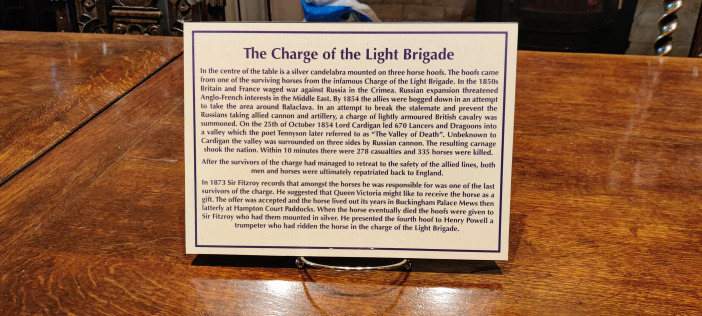 The Charge of the Light Brigade
In the centre of the table is a silver candelabra mounted on three horse hoofs. The hoofs came
from one of the surviving horses from the infamous Charge of the Light Brigade. In the 1850s
Britain and France waged war against Russia in the Crimea. Russian expansion threatened
Anglo-French interests in the Middle East. By 1854 the allies were bogged down in an attempt
to take the area around Balaclava. In an attempt to break the stalemate and prevent the
Russians taking allied cannon and artillery, a charge of lightly armoured British cavalry was
summoned. On the 25th of October 1854 Lord Cardigan led 670 Lancers and Dragoons into
a valley which the poet Tennyson later referred to as "The Valley of Death". Unbeknown to
Cardigan the valley was surrounded on three sides by Russian cannon. The resulting carnage
shook the nation. Within 10 minutes there were 278 casualties and 335 horses were killed.
After the survivors of the charge had managed to retreat to the safety of the allied lines, both
men and horses were ultimately repatriated back to England.
In 1873 Sir Fitzroy records that amongst the horses he was responsible for was one of the last
survivors of the charge. He suggested that Queen Victoria might like to receive the horse as a
gift. The offer was accepted and the horse lived out its years in Buckingham Palace Mews then
latterly at Hampton Court Paddocks. When the horse eventually died the hoofs were given to
Sir Fitzroy who had them mounted in silver. He presented the fourth hoof to Henry Powell a
trumpeter who had ridden the horse in the charge of the Light Brigade.